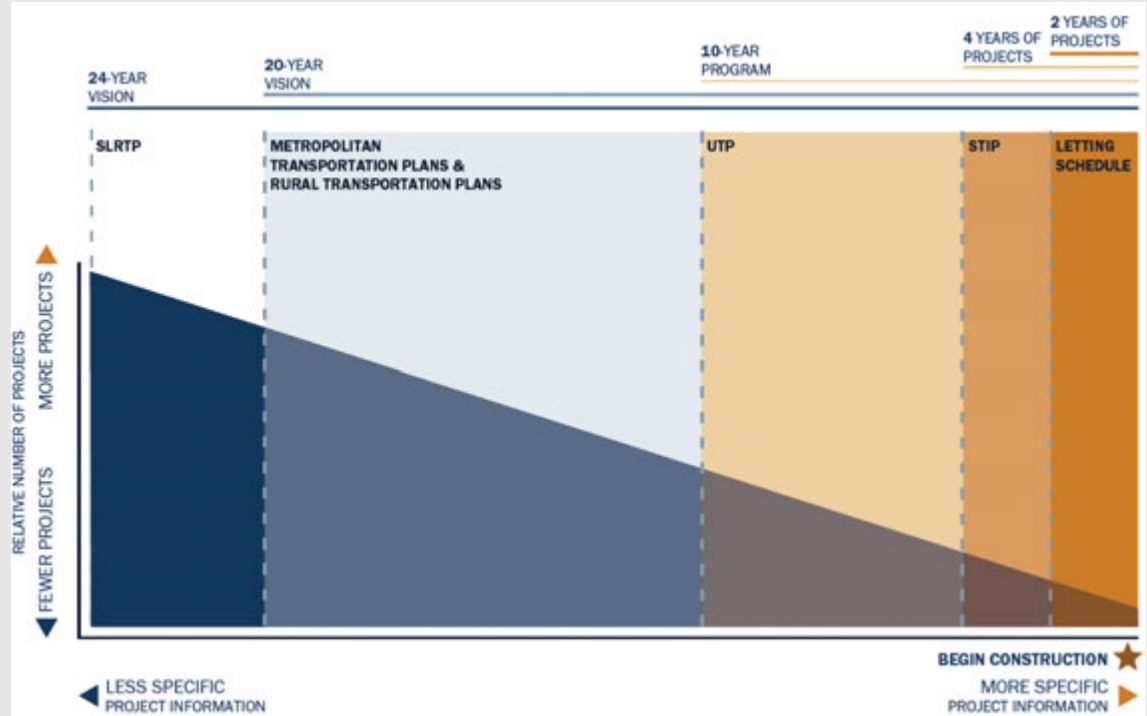 2 YEARS OF
PROJECTS
4 YEARS OF
PROJECTS
10-YEAR
PROGRAM
20-YEAR
VISION
24-YEAR
VISION
SLRTP
METROPOLITAN
TRANSPORTATION PLANS &
RURAL TRANSPORTATION PLANS
UTP
STIP
LETTING
SCHEDULE
RELATIVE NUMBER OF PROJECTS
MORE PROJECTS
FEWER PROJECTS
BEGIN CONSTRUCTION
LESS SPECIFIC
PROJECT INFORMATION
MORE SPECIFIC
PROJECT INFORMATION